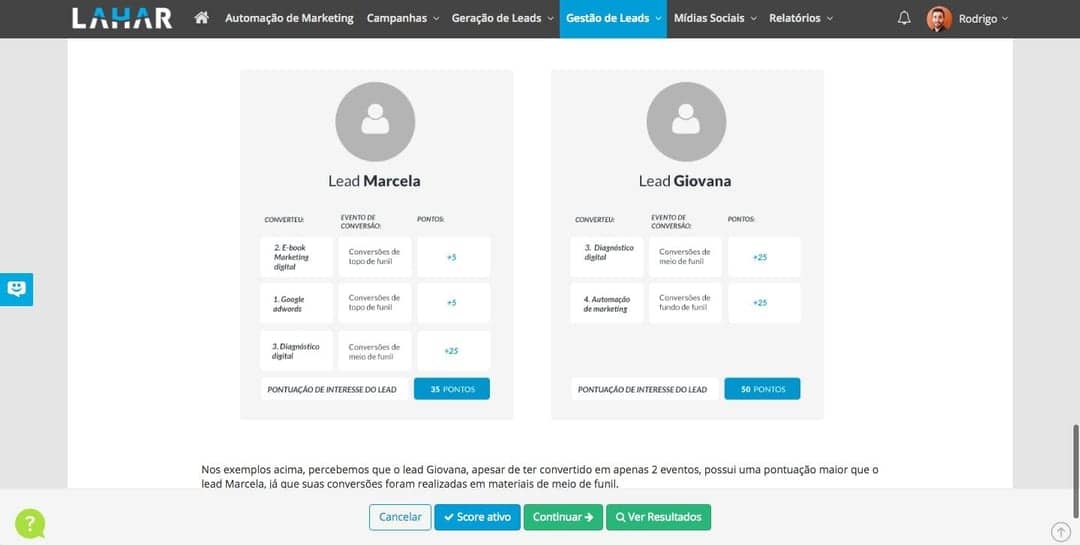 LAHAR Automação de Marketing Campanhas Geração de Leads Gestão de Leads Mídias Sociais Relatórios Rodrigo
Lead Marcela
CONVERTEU: EVENTO DE CONVERSÃO: PONTOS:
2. E-book Marketing digital Conversões de topo de funil +5
1. Google adwords Conversões de topo de funil +5
3. Diagnóstico digital Conversões de meio de funil +25
PONTUAÇÃO DE INTERESSE DO LEAD 35 PONTOS
Lead Giovana
CONVERTEU: EVENTO DE CONVERSÃO: PONTOS:
3. Diagnóstico digital Conversões de meio de funil +25
4. Automação de marketing Conversões de fundo de funil +25
PONTUAÇÃO DE INTERESSE DO LEAD 50 PONTOS
Nos exemplos acima, percebemos que o lead Giovana, apesar de ter convertido em apenas 2 eventos, possui uma pontuação maior que o
lead Marcela, já que suas conversões foram realizadas em materiais de meio de funil.
? Cancelar Score ativo Continuar Ver Resultados